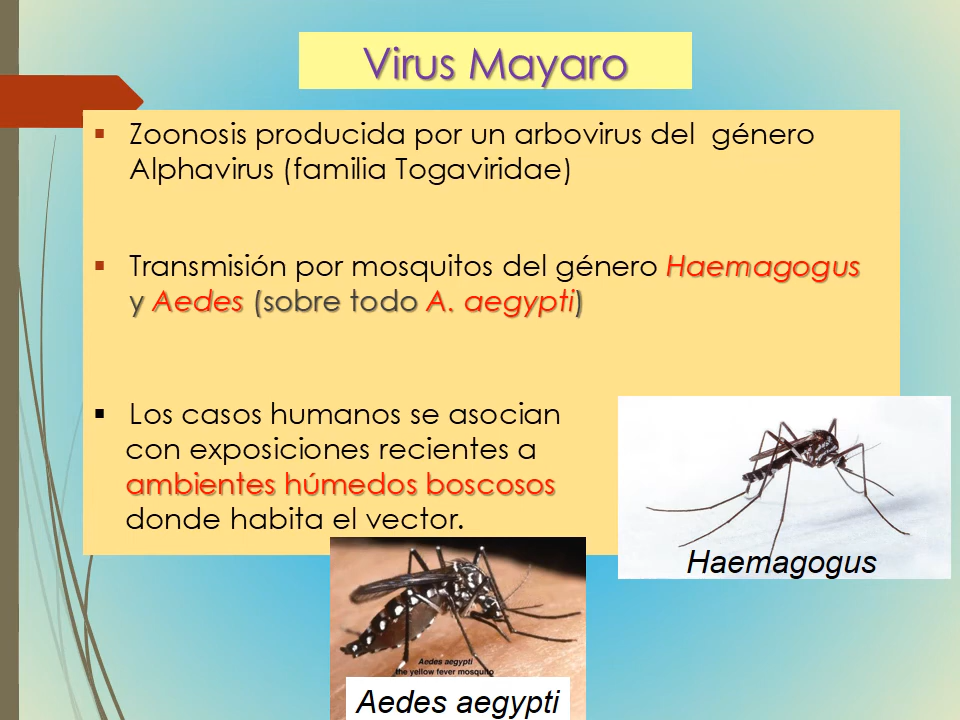 Virus Mayaro
▪ Zoonosis producida por un arbovirus del género
Alphavirus (familia Togaviridae)
▪ Transmisión por mosquitos del género Haemagogus
y Aedes (sobre todo A. aegypti)
▪ Los casos humanos se asocian
con exposiciones recientes a
ambientes húmedos boscosos
donde habita el vector.
Haemagogus
Aedes aegypti
the yellow fever mosquito
Aedes aegypti